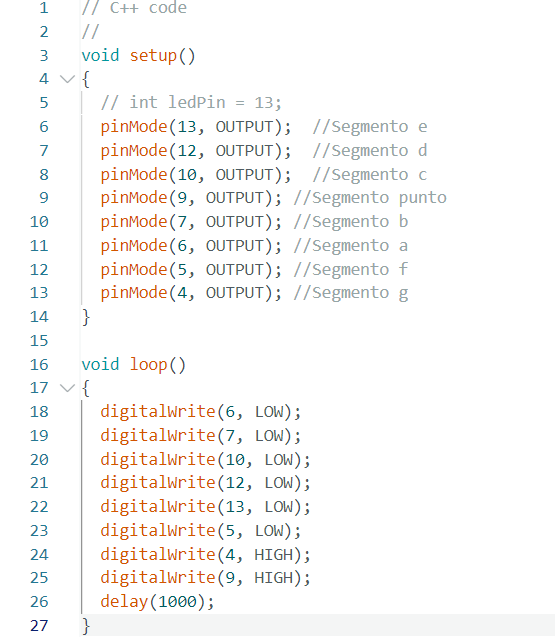 1 // C++ code
2 //
3 void setup()
4 {
5 // int ledPin = 13;
6 pinMode(13, OUTPUT);  //Segmento e
7 pinMode(12, OUTPUT);  //Segmento d
8 pinMode(10, OUTPUT);  //Segmento c
9 pinMode(9, OUTPUT); //Segmento punto
10 pinMode(7, OUTPUT); //Segmento b
11 pinMode(6, OUTPUT); //Segmento a
12 pinMode(5, OUTPUT); //Segmento f
13 pinMode(4, OUTPUT); //Segmento g
14 }
15
16 void loop()
17 {
18 digitalWrite(6, LOW);
19 digitalWrite(7, LOW);
20 digitalWrite(10, LOW);
21 digitalWrite(12, LOW);
22 digitalWrite(13, LOW);
23 digitalWrite(5, LOW);
24 digitalWrite(4, HIGH);
25 digitalWrite(9, HIGH);
26 delay(1000);
27 }